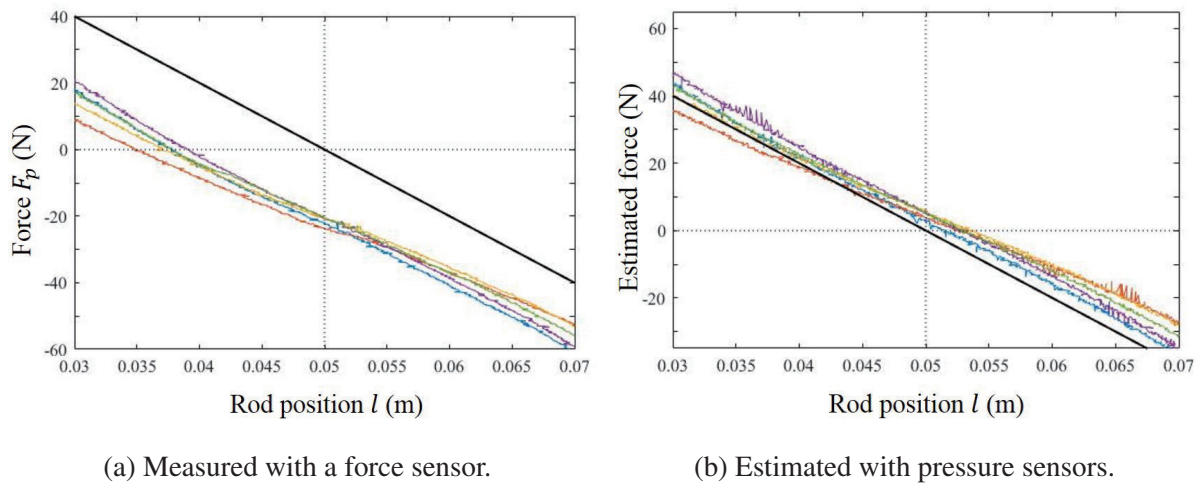 40
20
0
-20
-40
-60
0.03 0.035 0.04 0.045 0.05 0.055 0.06 0.065 0.07
Force Fp (N)
Rod position l (m)
(a) Measured with a force sensor.
60
40
20
0
-20
0.03 0.035 0.04 0.045 0.05 0.055 0.06 0.065 0.07
Estimated force (N)
Rod position l (m)
(b) Estimated with pressure sensors.